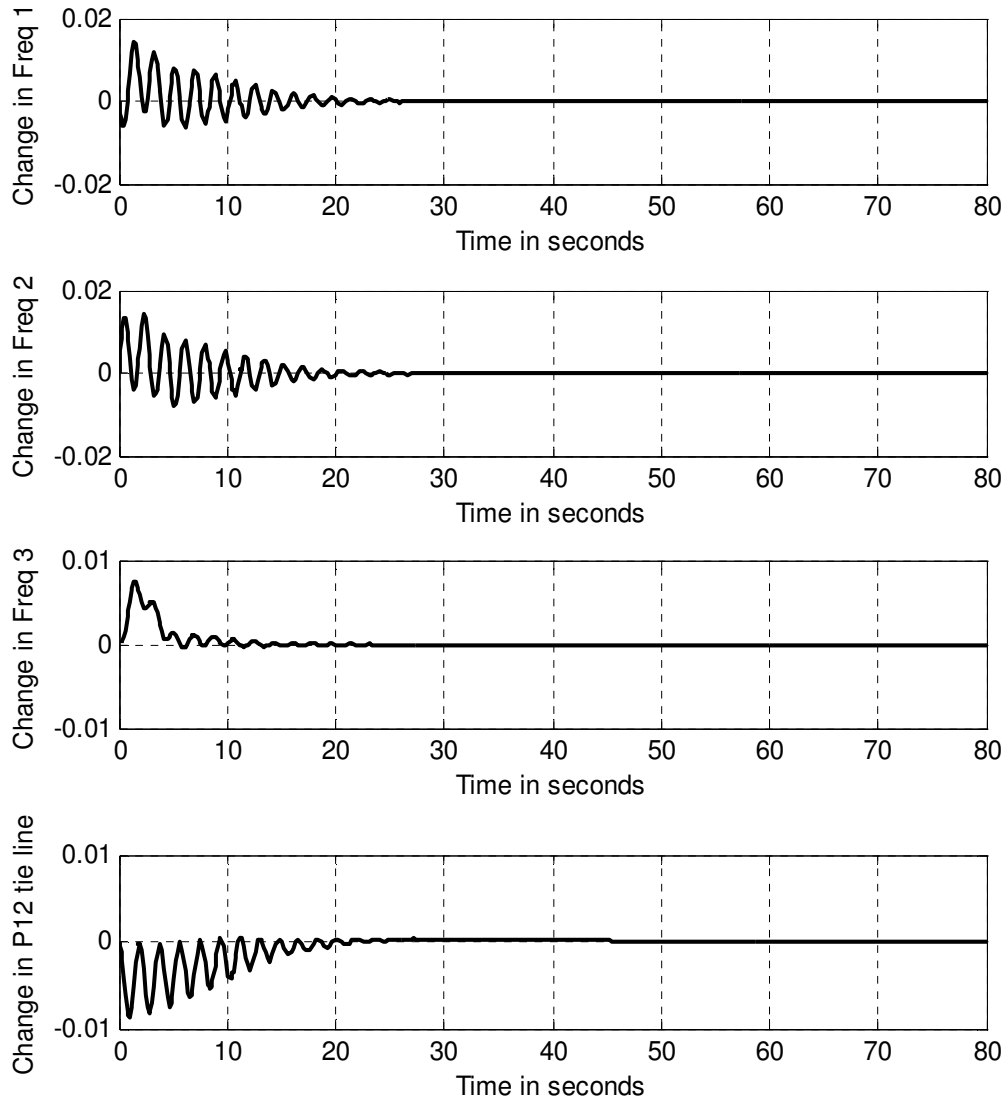 Change in Freq 1
0.02
0
-0.02
0 10 20 30 40 50 60 70 80
Time in seconds
Change in Freq 2
0.02
0
-0.02
0 10 20 30 40 50 60 70 80
Time in seconds
Change in Freq 3
0.01
0
-0.01
0 10 20 30 40 50 60 70 80
Time in seconds
Change in P12 tie line
0.01
0
-0.01
0 10 20 30 40 50 60 70 80
Time in seconds